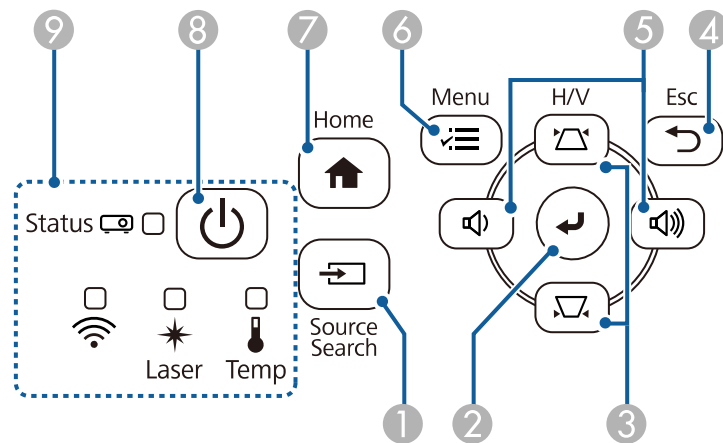 9 8 7 6 5 4
Home
Menu H/V Esc
Status
Source
Search
Laser Temp
1 2 3